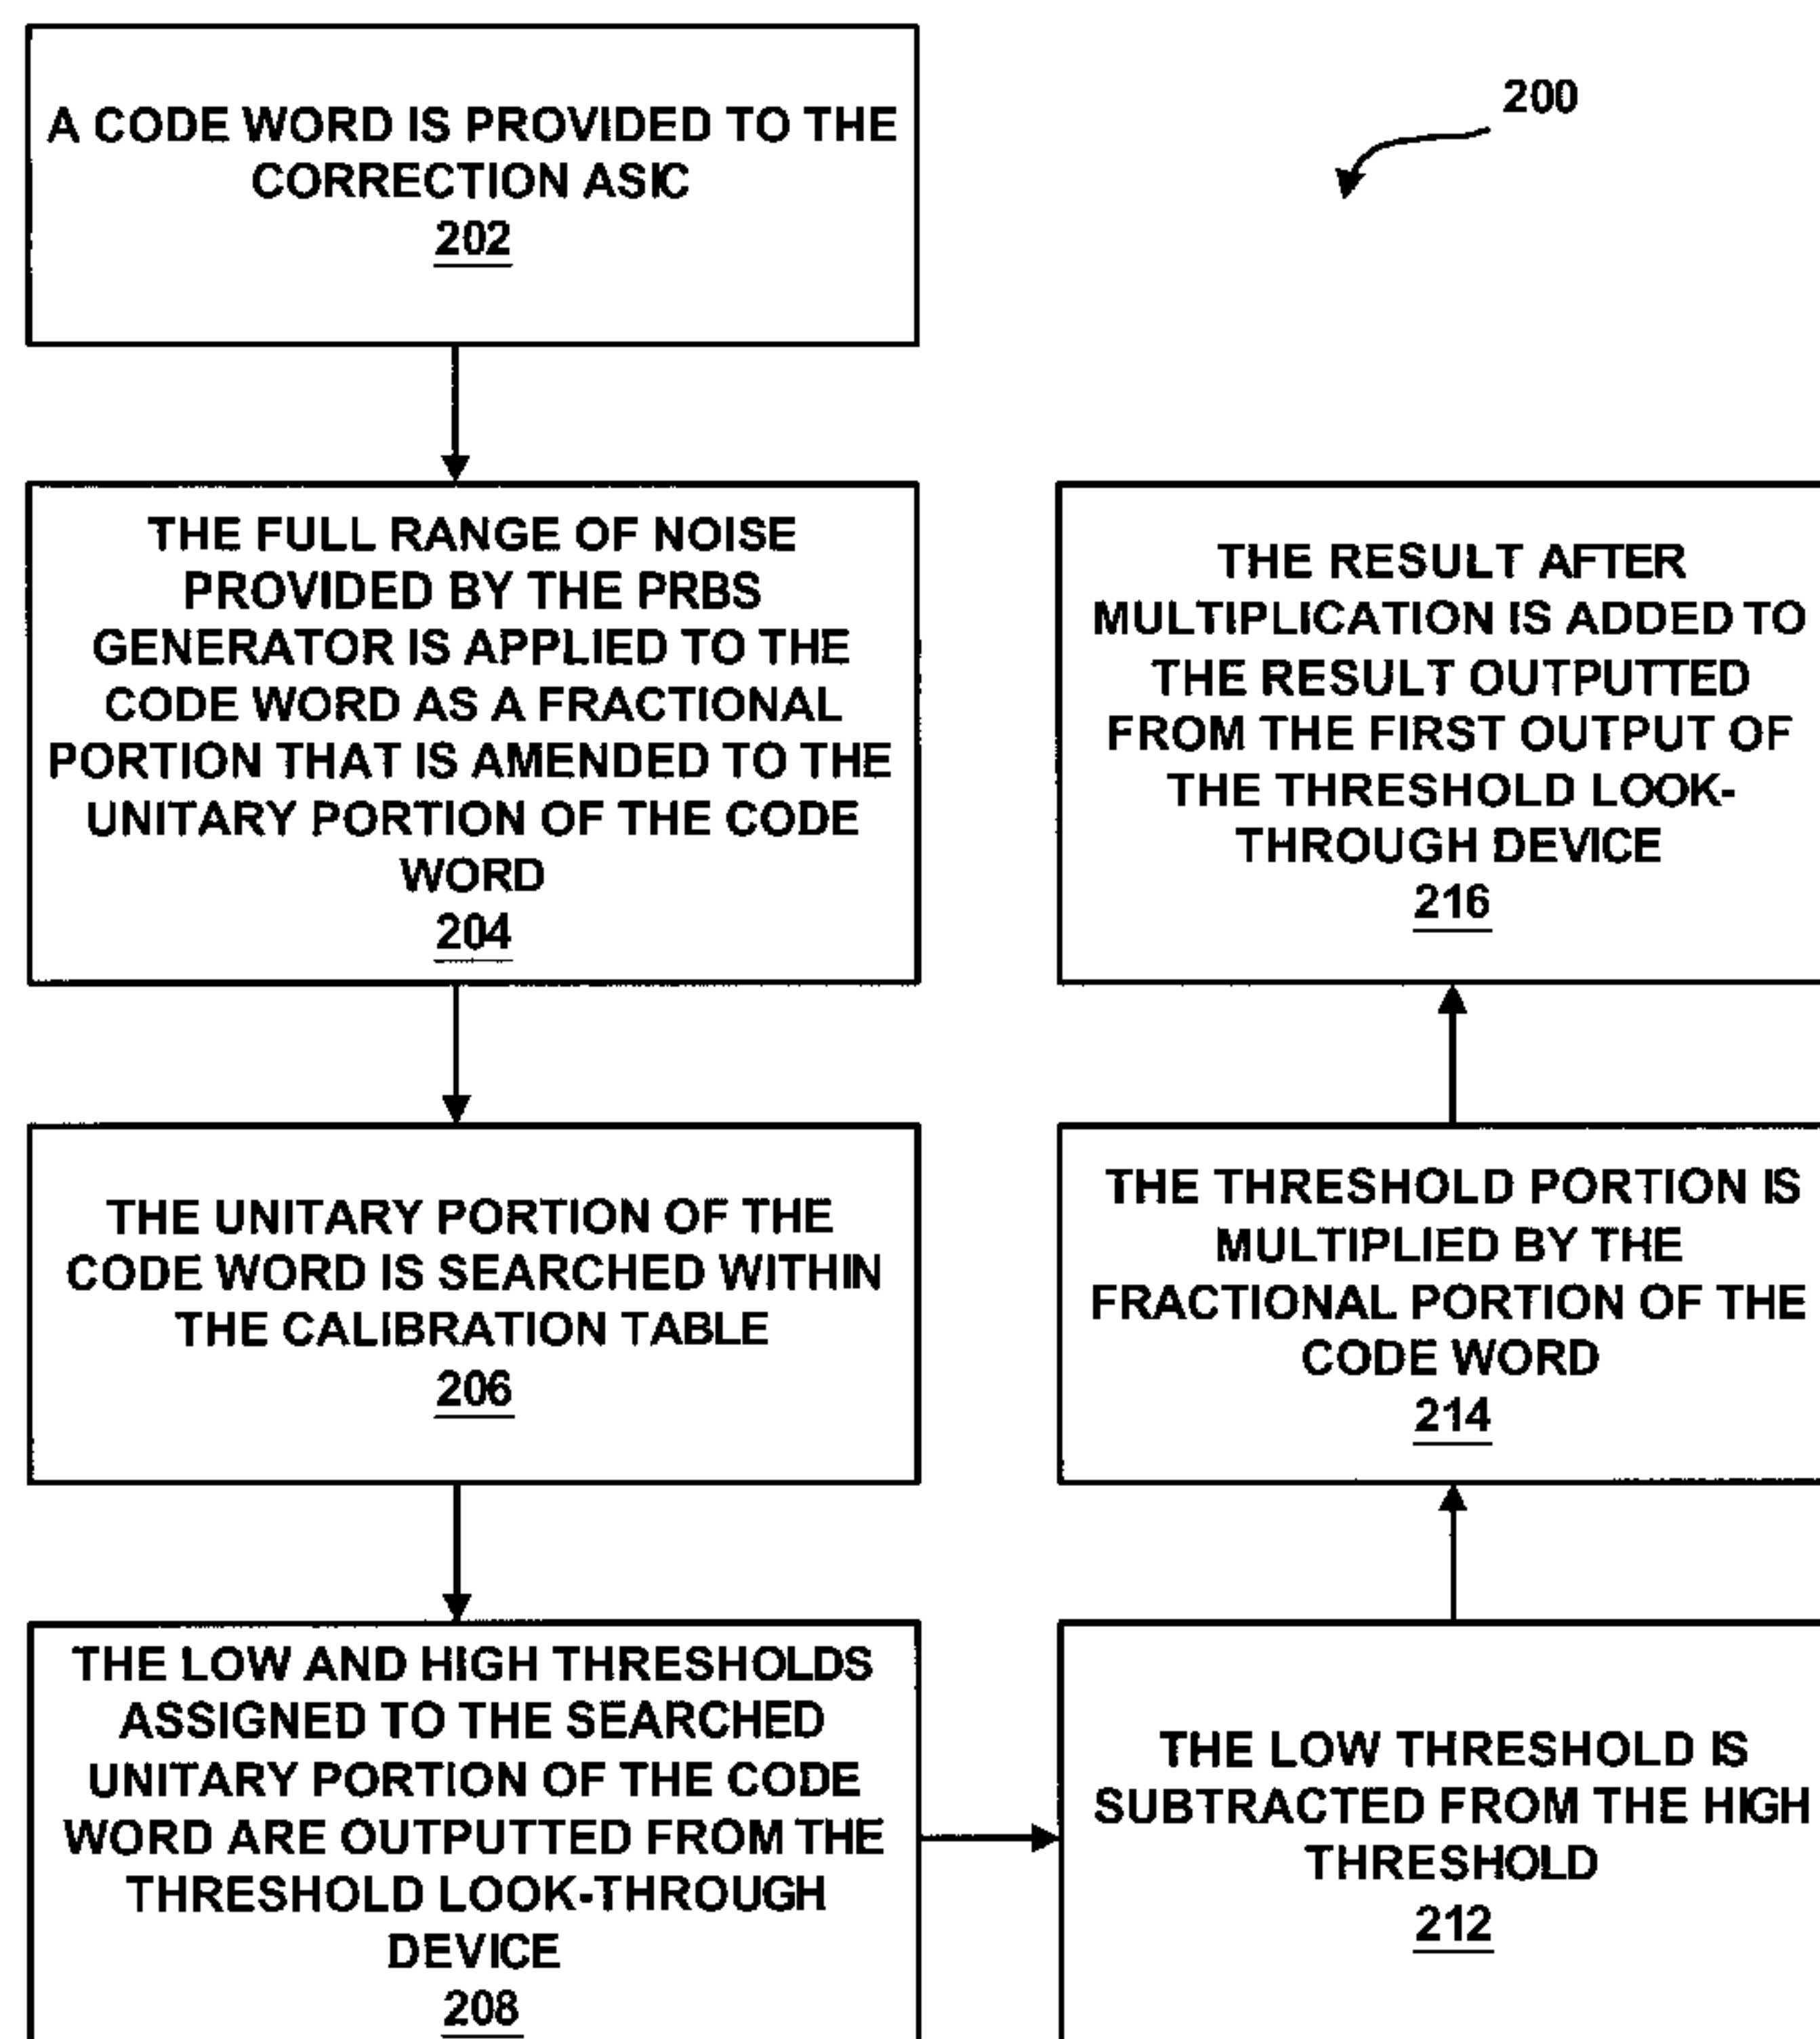 A CODE WORD IS PROVIDED TO THE
CORRECTION ASIC
202
200
THE FULL RANGE OF NOISE
PROVIDED BY THE PRBS
GENERATOR IS APPLIED TO THE
CODE WORD AS A FRACTIONAL
PORTION THAT IS AMENDED TO THE
UNITARY PORTION OF THE CODE
WORD
204
THE UNITARY PORTION OF THE
CODE WORD IS SEARCHED WITHIN
THE CALIBRATION TABLE
206
THE LOW AND HIGH THRESHOLDS
ASSIGNED TO THE SEARCHED
UNITARY PORTION OF THE CODE
WORD ARE OUTPUTTED FROM THE
THRESHOLD LOOK-THROUGH
DEVICE
208
THE LOW THRESHOLD IS
SUBTRACTED FROM THE HIGH
THRESHOLD
212
THE THRESHOLD PORTION IS
MULTIPLIED BY THE
FRACTIONAL PORTION OF THE
CODE WORD
214
THE RESULT AFTER
MULTIPLICATION IS ADDED TO
THE RESULT OUTPUTTED
FROM THE FIRST OUTPUT OF
THE THRESHOLD LOOK-
THROUGH DEVICE
216